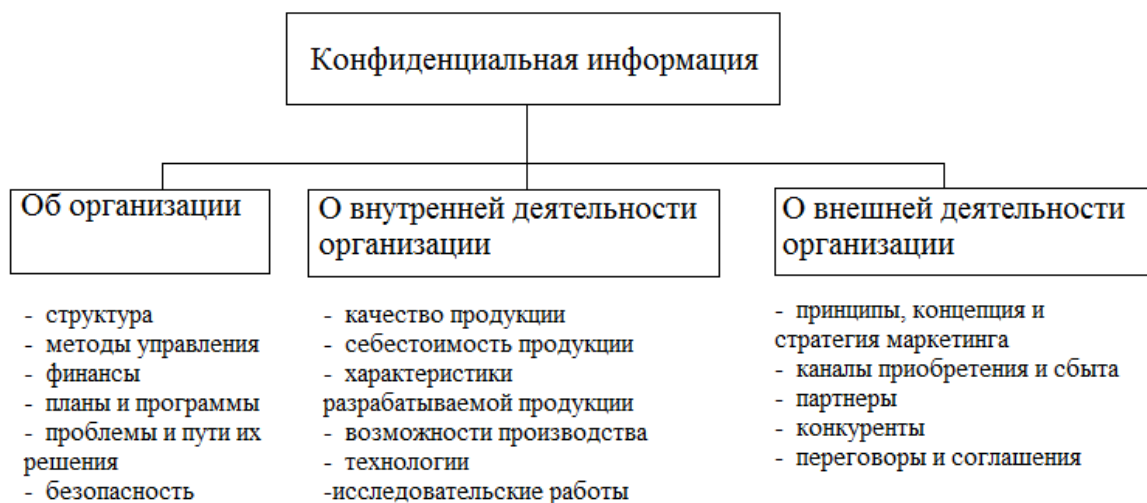 Конфиденциальная информация
Об организации
- структура
- методы управления
- финансы
- планы и программы
- проблемы и пути их
решения
- безопасность
О внутренней деятельности
организации
- качество продукции
- себестоимость продукции
- характеристики
разрабатываемой продукции
- возможности производства
- технологии
-исследовательские работы
О внешней деятельности
организации
- принципы, концепция и
стратегия маркетинга
- каналы приобретения и сбыта
- партнеры
- конкуренты
- переговоры и соглашения